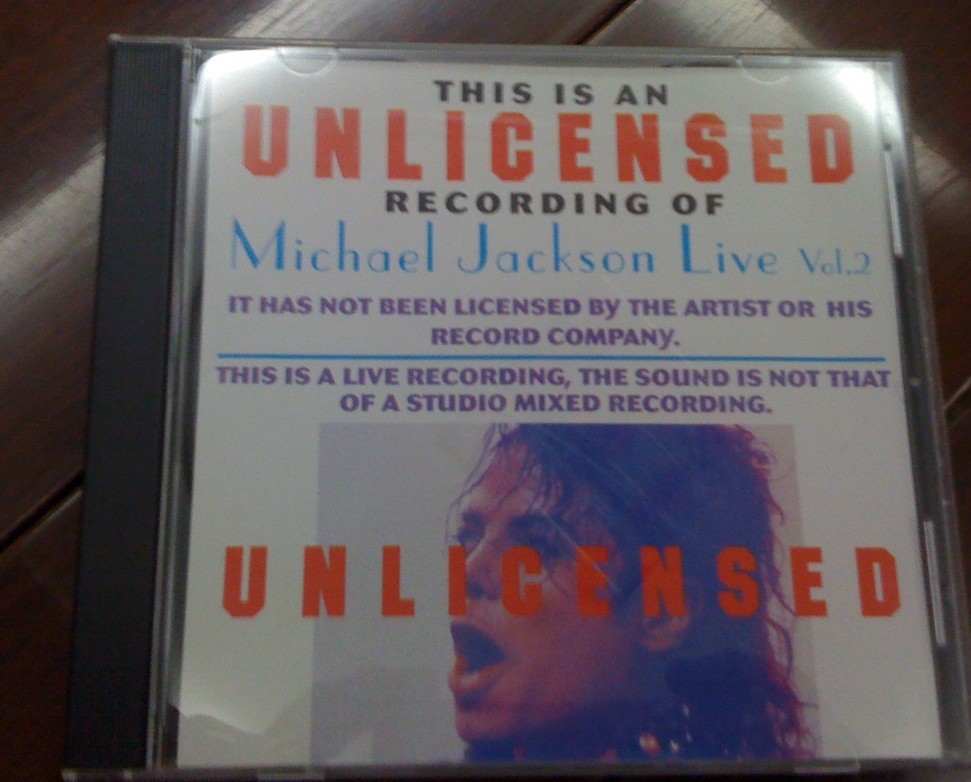 THIS IS AN
UNLICENSED
RECORDING OF
Michael Jackson Live Vol.2
IT HAS NOT BEEN LICENSED BY THE ARTIST OR HIS
RECORD COMPANY.
THIS IS A LIVE RECORDING, THE SOUND IS NOT THAT
OF A STUDIO MIXED RECORDING.
UNLICENSED